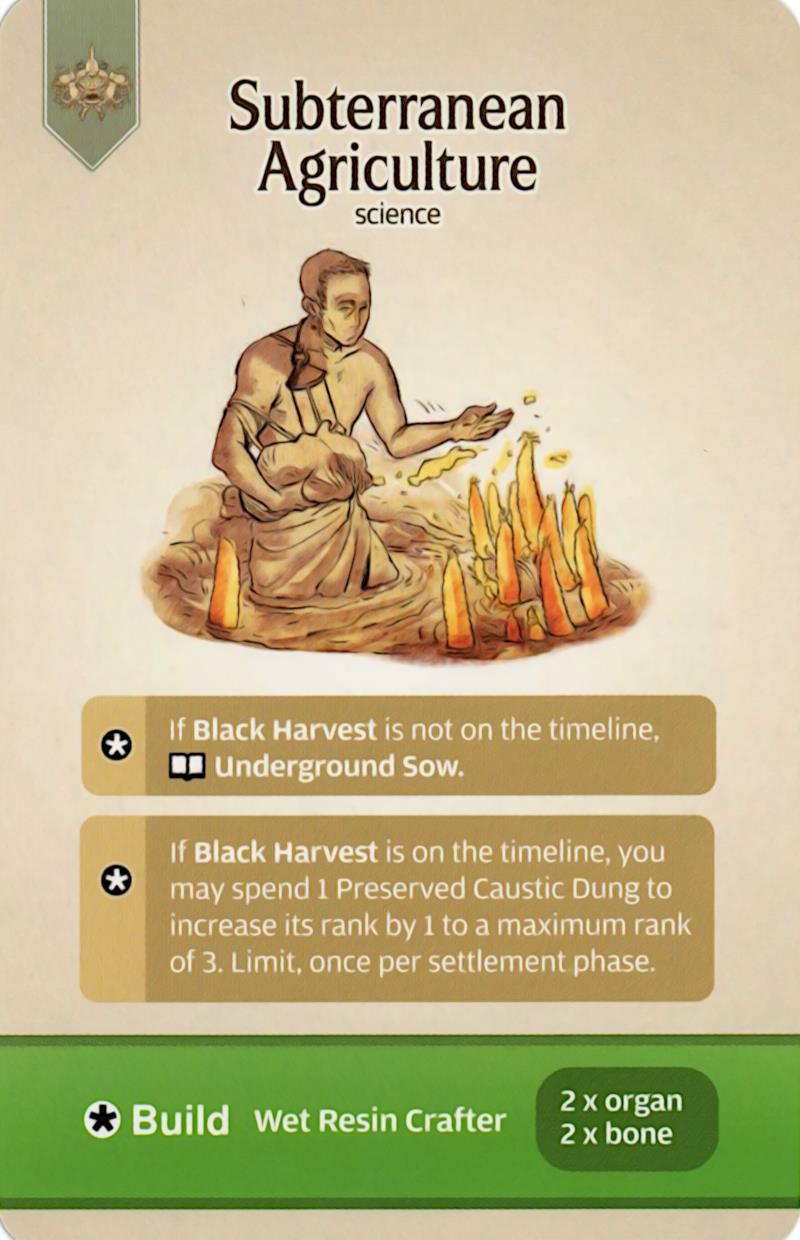 Subterranean
Agriculture
science
If Black Harvest is not on the timeline,
Underground Sow.
If Black Harvest is on the timeline, you
may spend 1 Preserved Caustic Dung to
increase its rank by 1 to a maximum rank
of 3. Limit, once per settlement phase.
Build Wet Resin Crafter
2 x organ
2 x bone